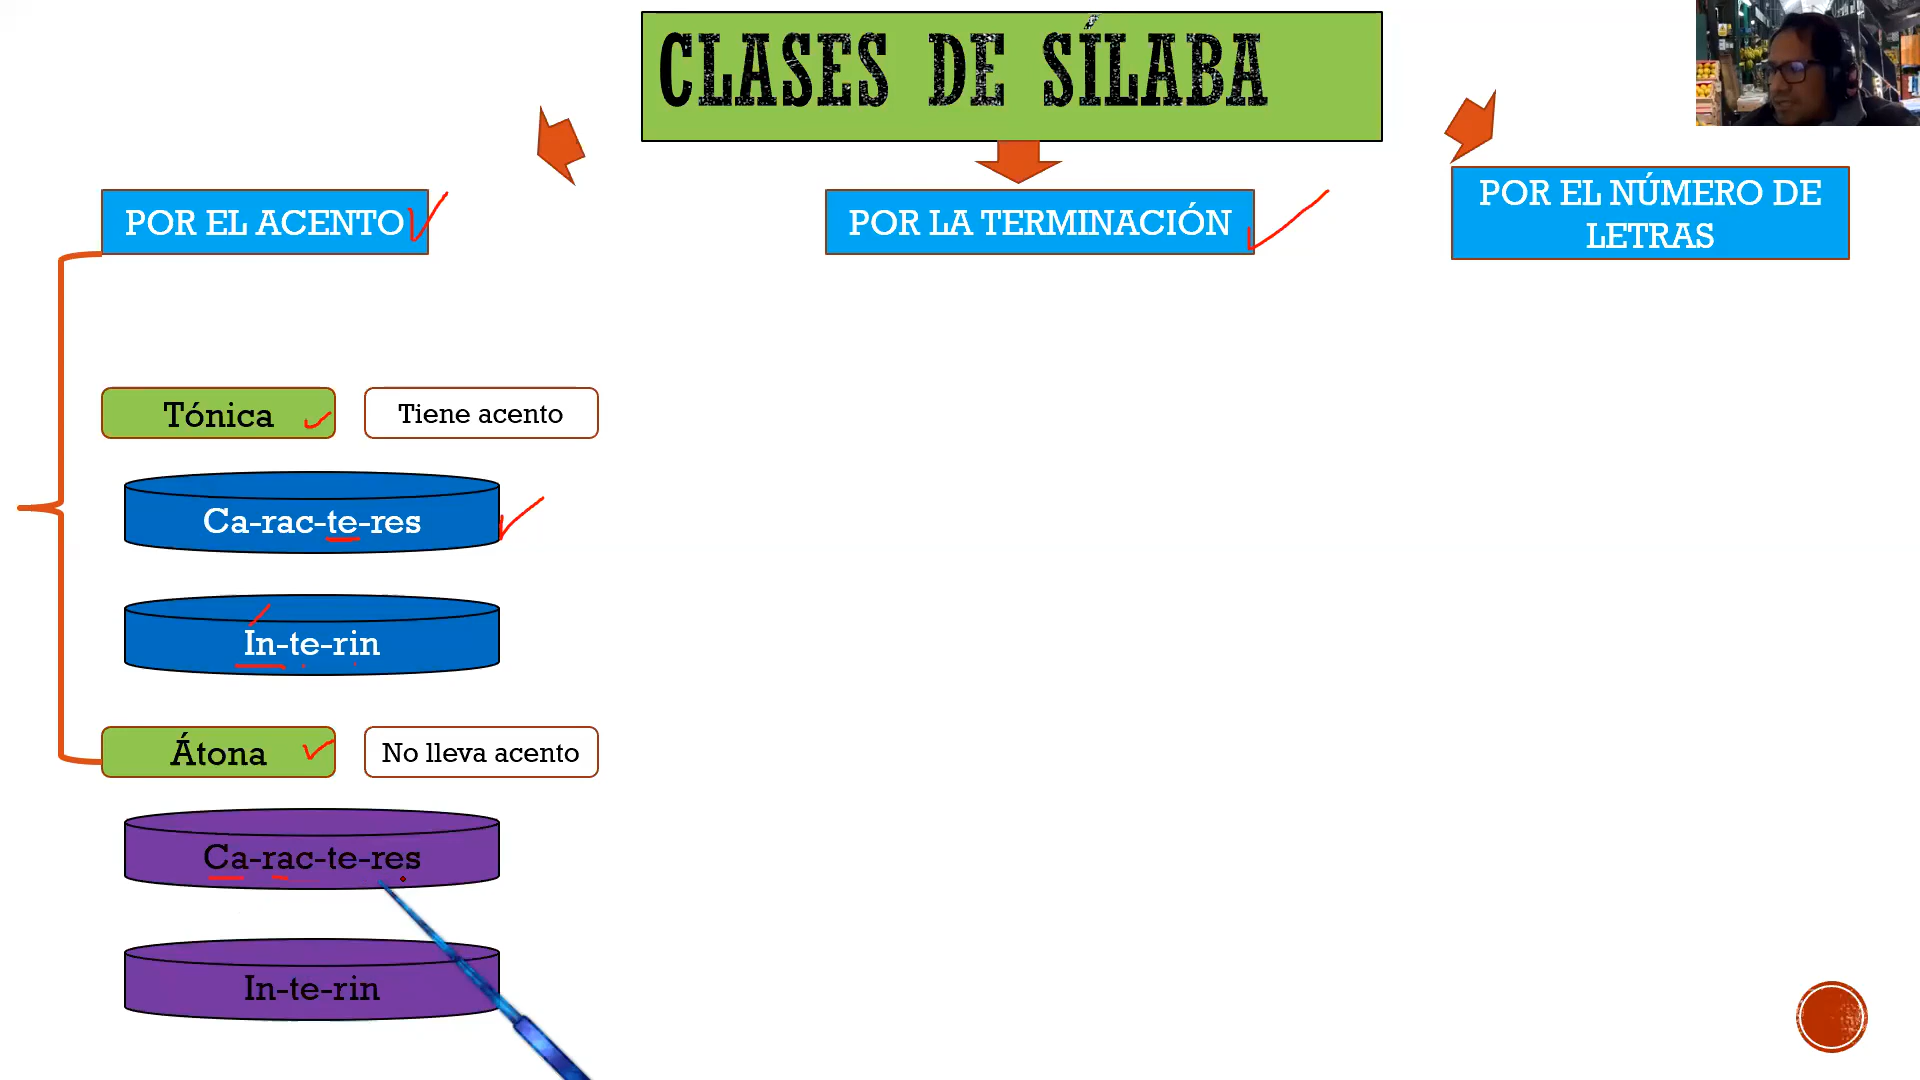 CLASES DE SÍLABA
POR EL ACENTO
POR LA TERMINACIÓN
POR EL NÚMERO DE
LETRAS
Tónica
Tiene acento
Ca-rac-te-res
In-te-rin
Átona
No lleva acento
Ca-rac-te-res
In-te-rin